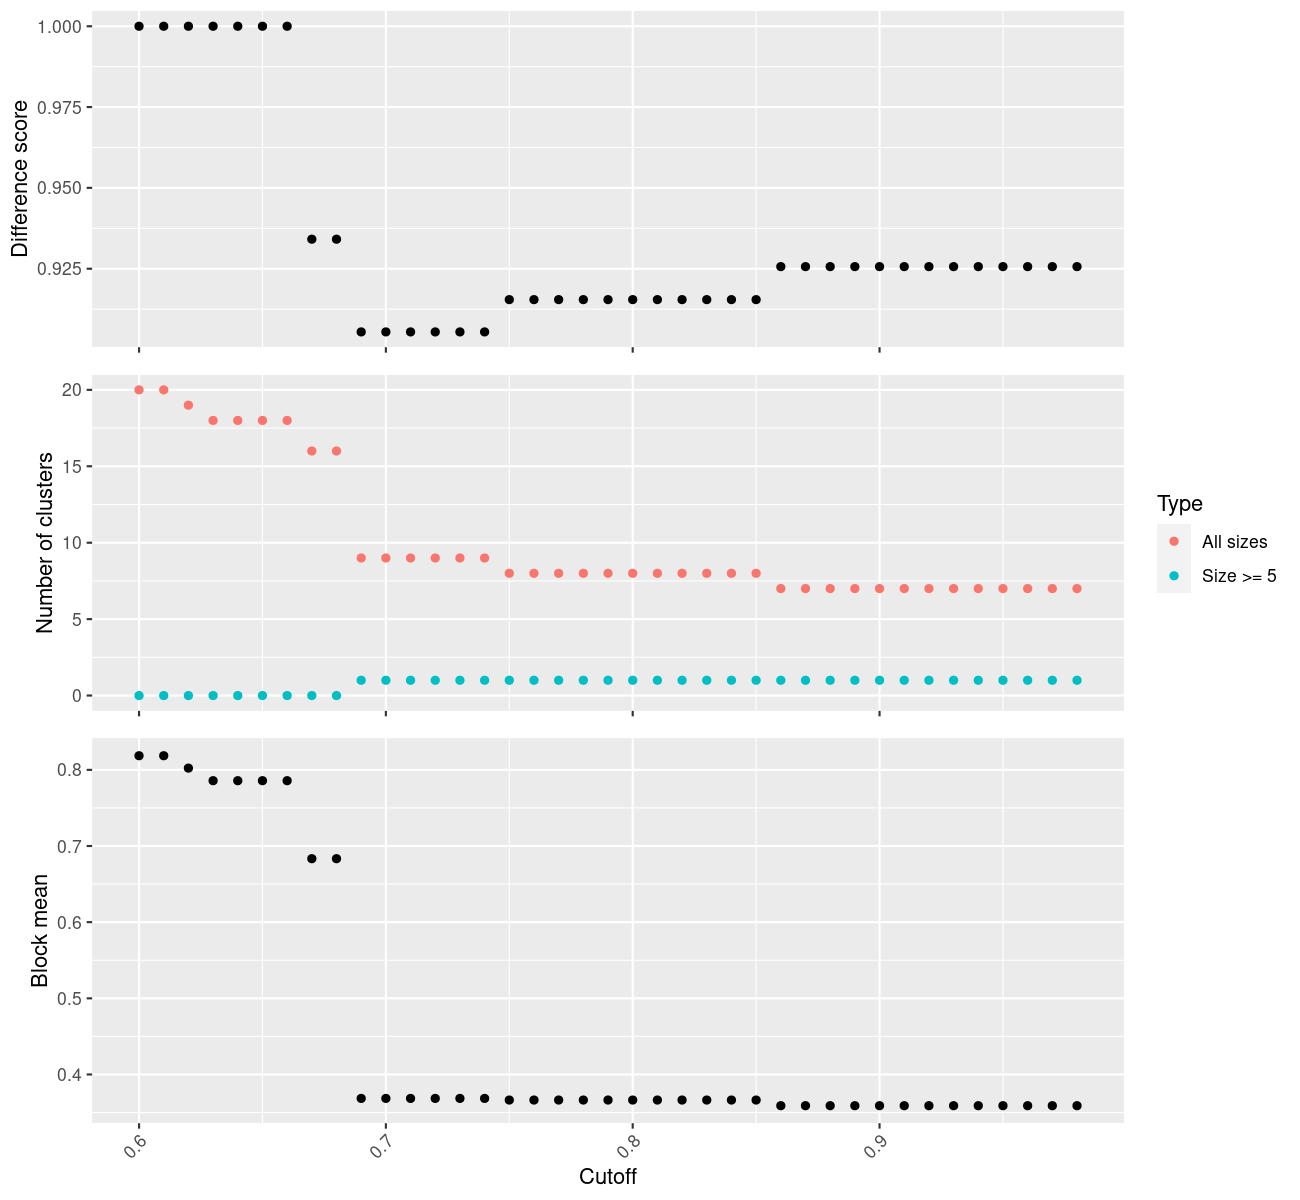 1.000
0.975
0.950
0.925
Difference score
20
15
10
5
0
Number of clusters
Type
All sizes
Size >= 5
0.8
0.7
0.6
0.5
0.4
Block mean
0.6 0.7 0.8 0.9
Cutoff